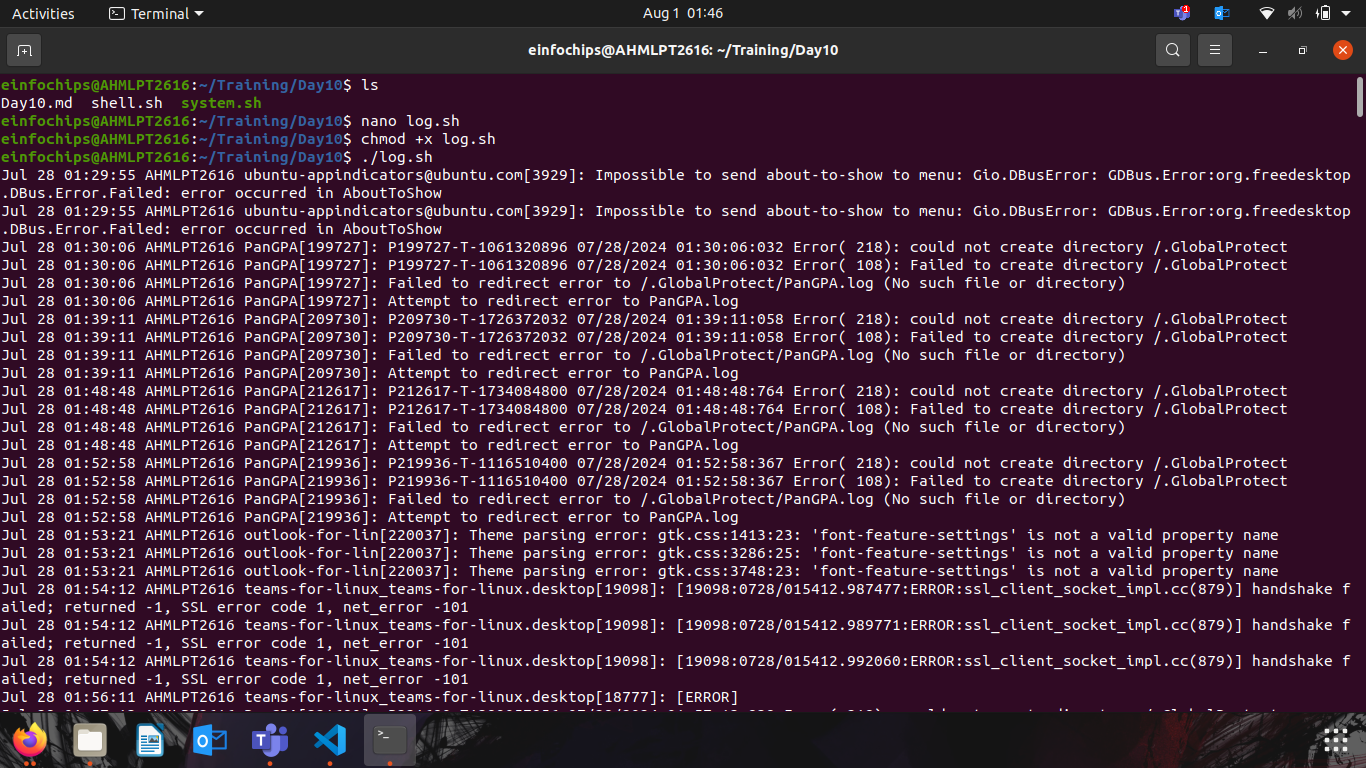 Activities Terminal Aug 1 01:46 1
einfochips@AHMLPT2616: ~/Training/Day10
einfochips@AHMLPT2616:~/Training/Day10$ ls
Day10.md shell.sh system.sh
einfochips@AHMLPT2616:~/Training/Day10$ nano log.sh
einfochips@AHMLPT2616:~/Training/Day10$ chmod +x log.sh
einfochips@AHMLPT2616:~/Training/Day10$ ./log.sh
Jul 28 01:29:55 AHMLPT2616 ubuntu-appindicators@ubuntu.com[3929]: Impossible to send about-to-show to menu: Gio.DBusError: GDBus.Error:org.freedesktop
.DBus.Error.Failed: error occurred in AboutToShow
Jul 28 01:29:55 AHMLPT2616 ubuntu-appindicators@ubuntu.com[3929]: Impossible to send about-to-show to menu: Gio.DBusError: GDBus.Error:org.freedesktop
.DBus.Error.Failed: error occurred in AboutToShow
Jul 28 01:30:06 AHMLPT2616 PanGPA[199727]: P199727-T-1061320896 07/28/2024 01:30:06:032 Error( 218): could not create directory /.GlobalProtect
Jul 28 01:30:06 AHMLPT2616 PanGPA[199727]: P199727-T-1061320896 07/28/2024 01:30:06:032 Error( 108): Failed to create directory /.GlobalProtect
Jul 28 01:30:06 AHMLPT2616 PanGPA[199727]: Failed to redirect error to /.GlobalProtect/PanGPA.log (No such file or directory)
Jul 28 01:30:06 AHMLPT2616 PanGPA[199727]: Attempt to redirect error to PanGPA.log
Jul 28 01:39:11 AHMLPT2616 PanGPA[209730]: P209730-T-1726372032 07/28/2024 01:39:11:058 Error( 218): could not create directory /.GlobalProtect
Jul 28 01:39:11 AHMLPT2616 PanGPA[209730]: P209730-T-1726372032 07/28/2024 01:39:11:058 Error( 108): Failed to create directory /.GlobalProtect
Jul 28 01:39:11 AHMLPT2616 PanGPA[209730]: Failed to redirect error to /.GlobalProtect/PanGPA.log (No such file or directory)
Jul 28 01:39:11 AHMLPT2616 PanGPA[209730]: Attempt to redirect error to PanGPA.log
Jul 28 01:48:48 AHMLPT2616 PanGPA[212617]: P212617-T-1734084800 07/28/2024 01:48:48:764 Error( 218): could not create directory /.GlobalProtect
Jul 28 01:48:48 AHMLPT2616 PanGPA[212617]: P212617-T-1734084800 07/28/2024 01:48:48:764 Error( 108): Failed to create directory /.GlobalProtect
Jul 28 01:48:48 AHMLPT2616 PanGPA[212617]: Failed to redirect error to /.GlobalProtect/PanGPA.log (No such file or directory)
Jul 28 01:48:48 AHMLPT2616 PanGPA[212617]: Attempt to redirect error to PanGPA.log
Jul 28 01:52:58 AHMLPT2616 PanGPA[219936]: P219936-T-1116510400 07/28/2024 01:52:58:367 Error( 218): could not create directory /.GlobalProtect
Jul 28 01:52:58 AHMLPT2616 PanGPA[219936]: P219936-T-1116510400 07/28/2024 01:52:58:367 Error( 108): Failed to create directory /.GlobalProtect
Jul 28 01:52:58 AHMLPT2616 PanGPA[219936]: Failed to redirect error to /.GlobalProtect/PanGPA.log (No such file or directory)
Jul 28 01:52:58 AHMLPT2616 PanGPA[219936]: Attempt to redirect error to PanGPA.log
Jul 28 01:53:21 AHMLPT2616 outlook-for-lin[220037]: Theme parsing error: gtk.css:1413:23: 'font-feature-settings' is not a valid property name
Jul 28 01:53:21 AHMLPT2616 outlook-for-lin[220037]: Theme parsing error: gtk.css:3286:25: 'font-feature-settings' is not a valid property name
Jul 28 01:53:21 AHMLPT2616 outlook-for-lin[220037]: Theme parsing error: gtk.css:3748:23: 'font-feature-settings' is not a valid property name
Jul 28 01:54:12 AHMLPT2616 teams-for-linux_teams-for-linux.desktop[19098]: [19098:0728/015412.987477:ERROR:ssl_client_socket_impl.cc(879)] handshake f
ailed; returned -1, SSL error code 1, net_error -101
Jul 28 01:54:12 AHMLPT2616 teams-for-linux_teams-for-linux.desktop[19098]: [19098:0728/015412.989771:ERROR:ssl_client_socket_impl.cc(879)] handshake f
ailed; returned -1, SSL error code 1, net_error -101
Jul 28 01:54:12 AHMLPT2616 teams-for-linux_teams-for-linux.desktop[19098]: [19098:0728/015412.992060:ERROR:ssl_client_socket_impl.cc(879)] handshake f
ailed; returned -1, SSL error code 1, net_error -101
Jul 28 01:56:11 AHMLPT2616 teams-for-linux_teams-for-linux.desktop[18777]: [ERROR]